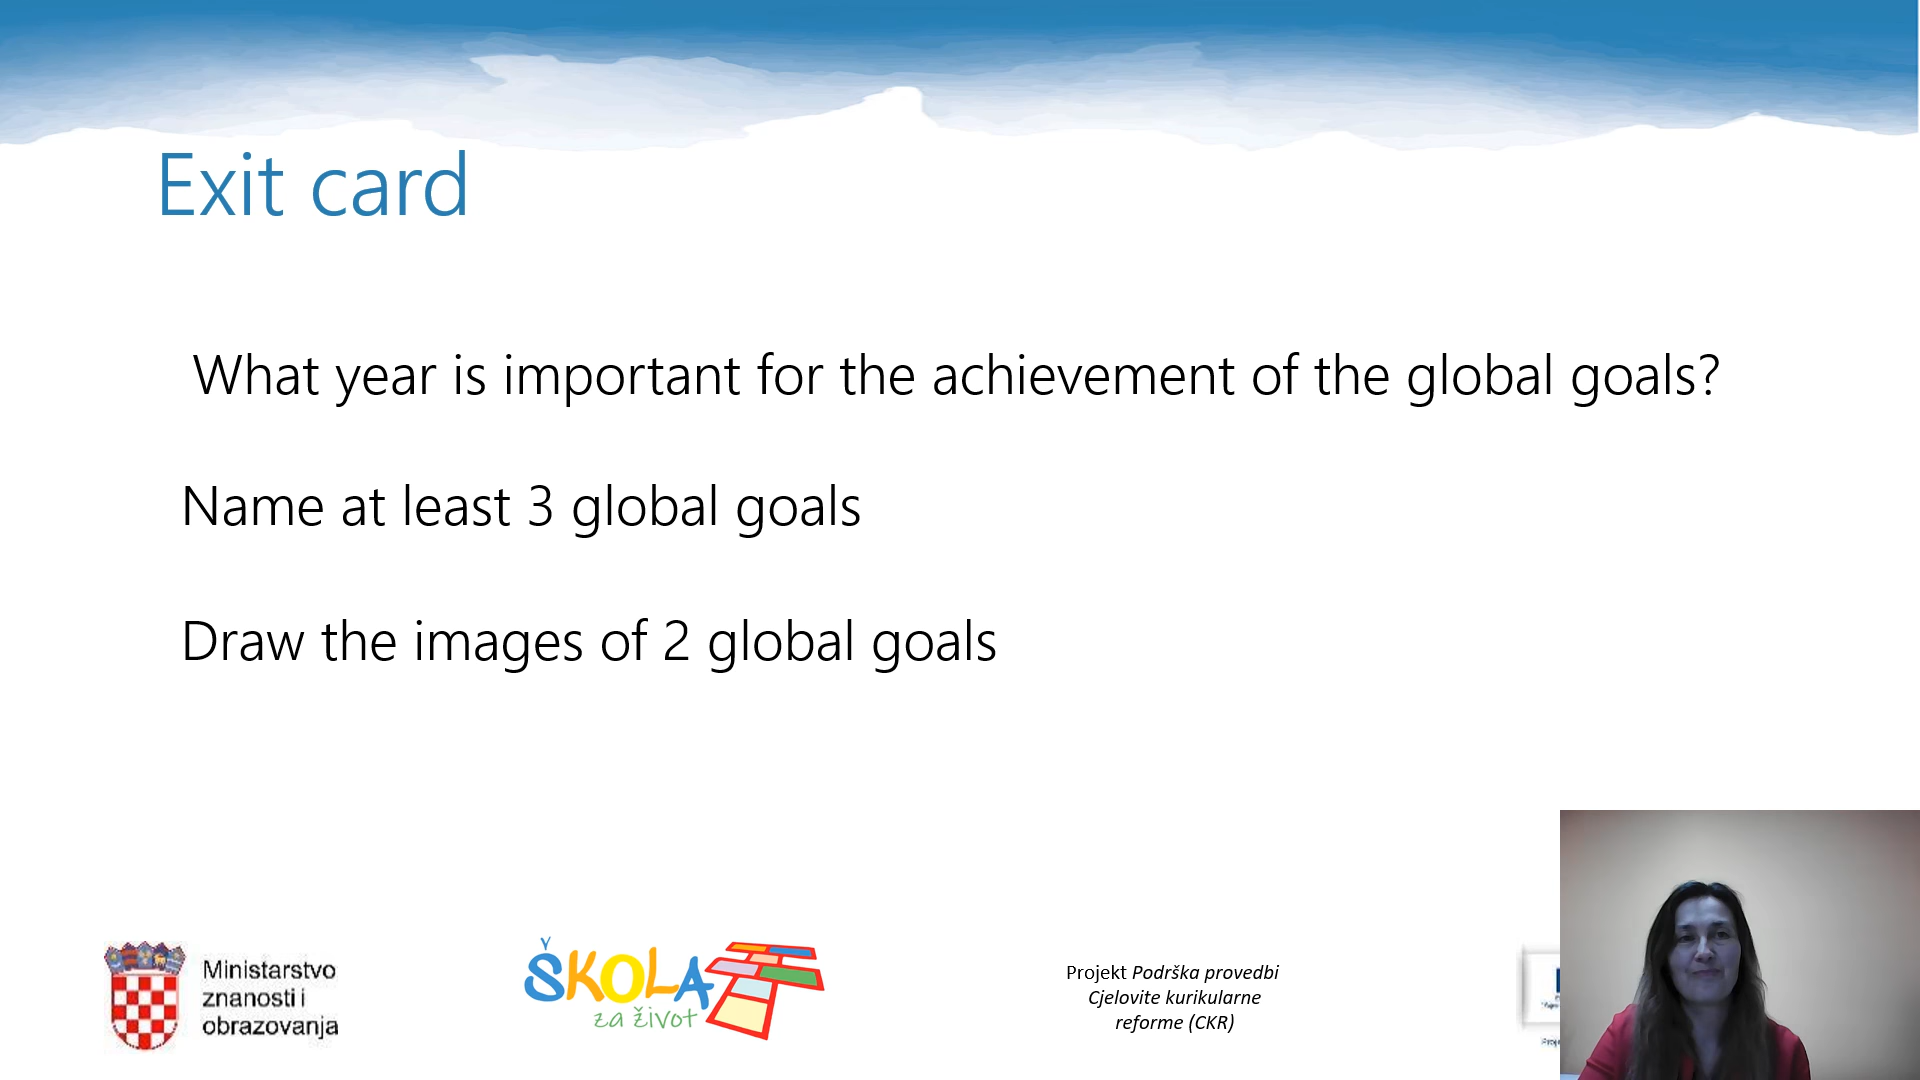 Exit card
What year is important for the achievement of the global goals?
Name at least 3 global goals
Draw the images of 2 global goals
Ministarstvo
znanosti i
obrazovanja
ŠKOLA
za život
Projekt Podrška provedbi
Cjelovite kurikularne
reforme (CKR)